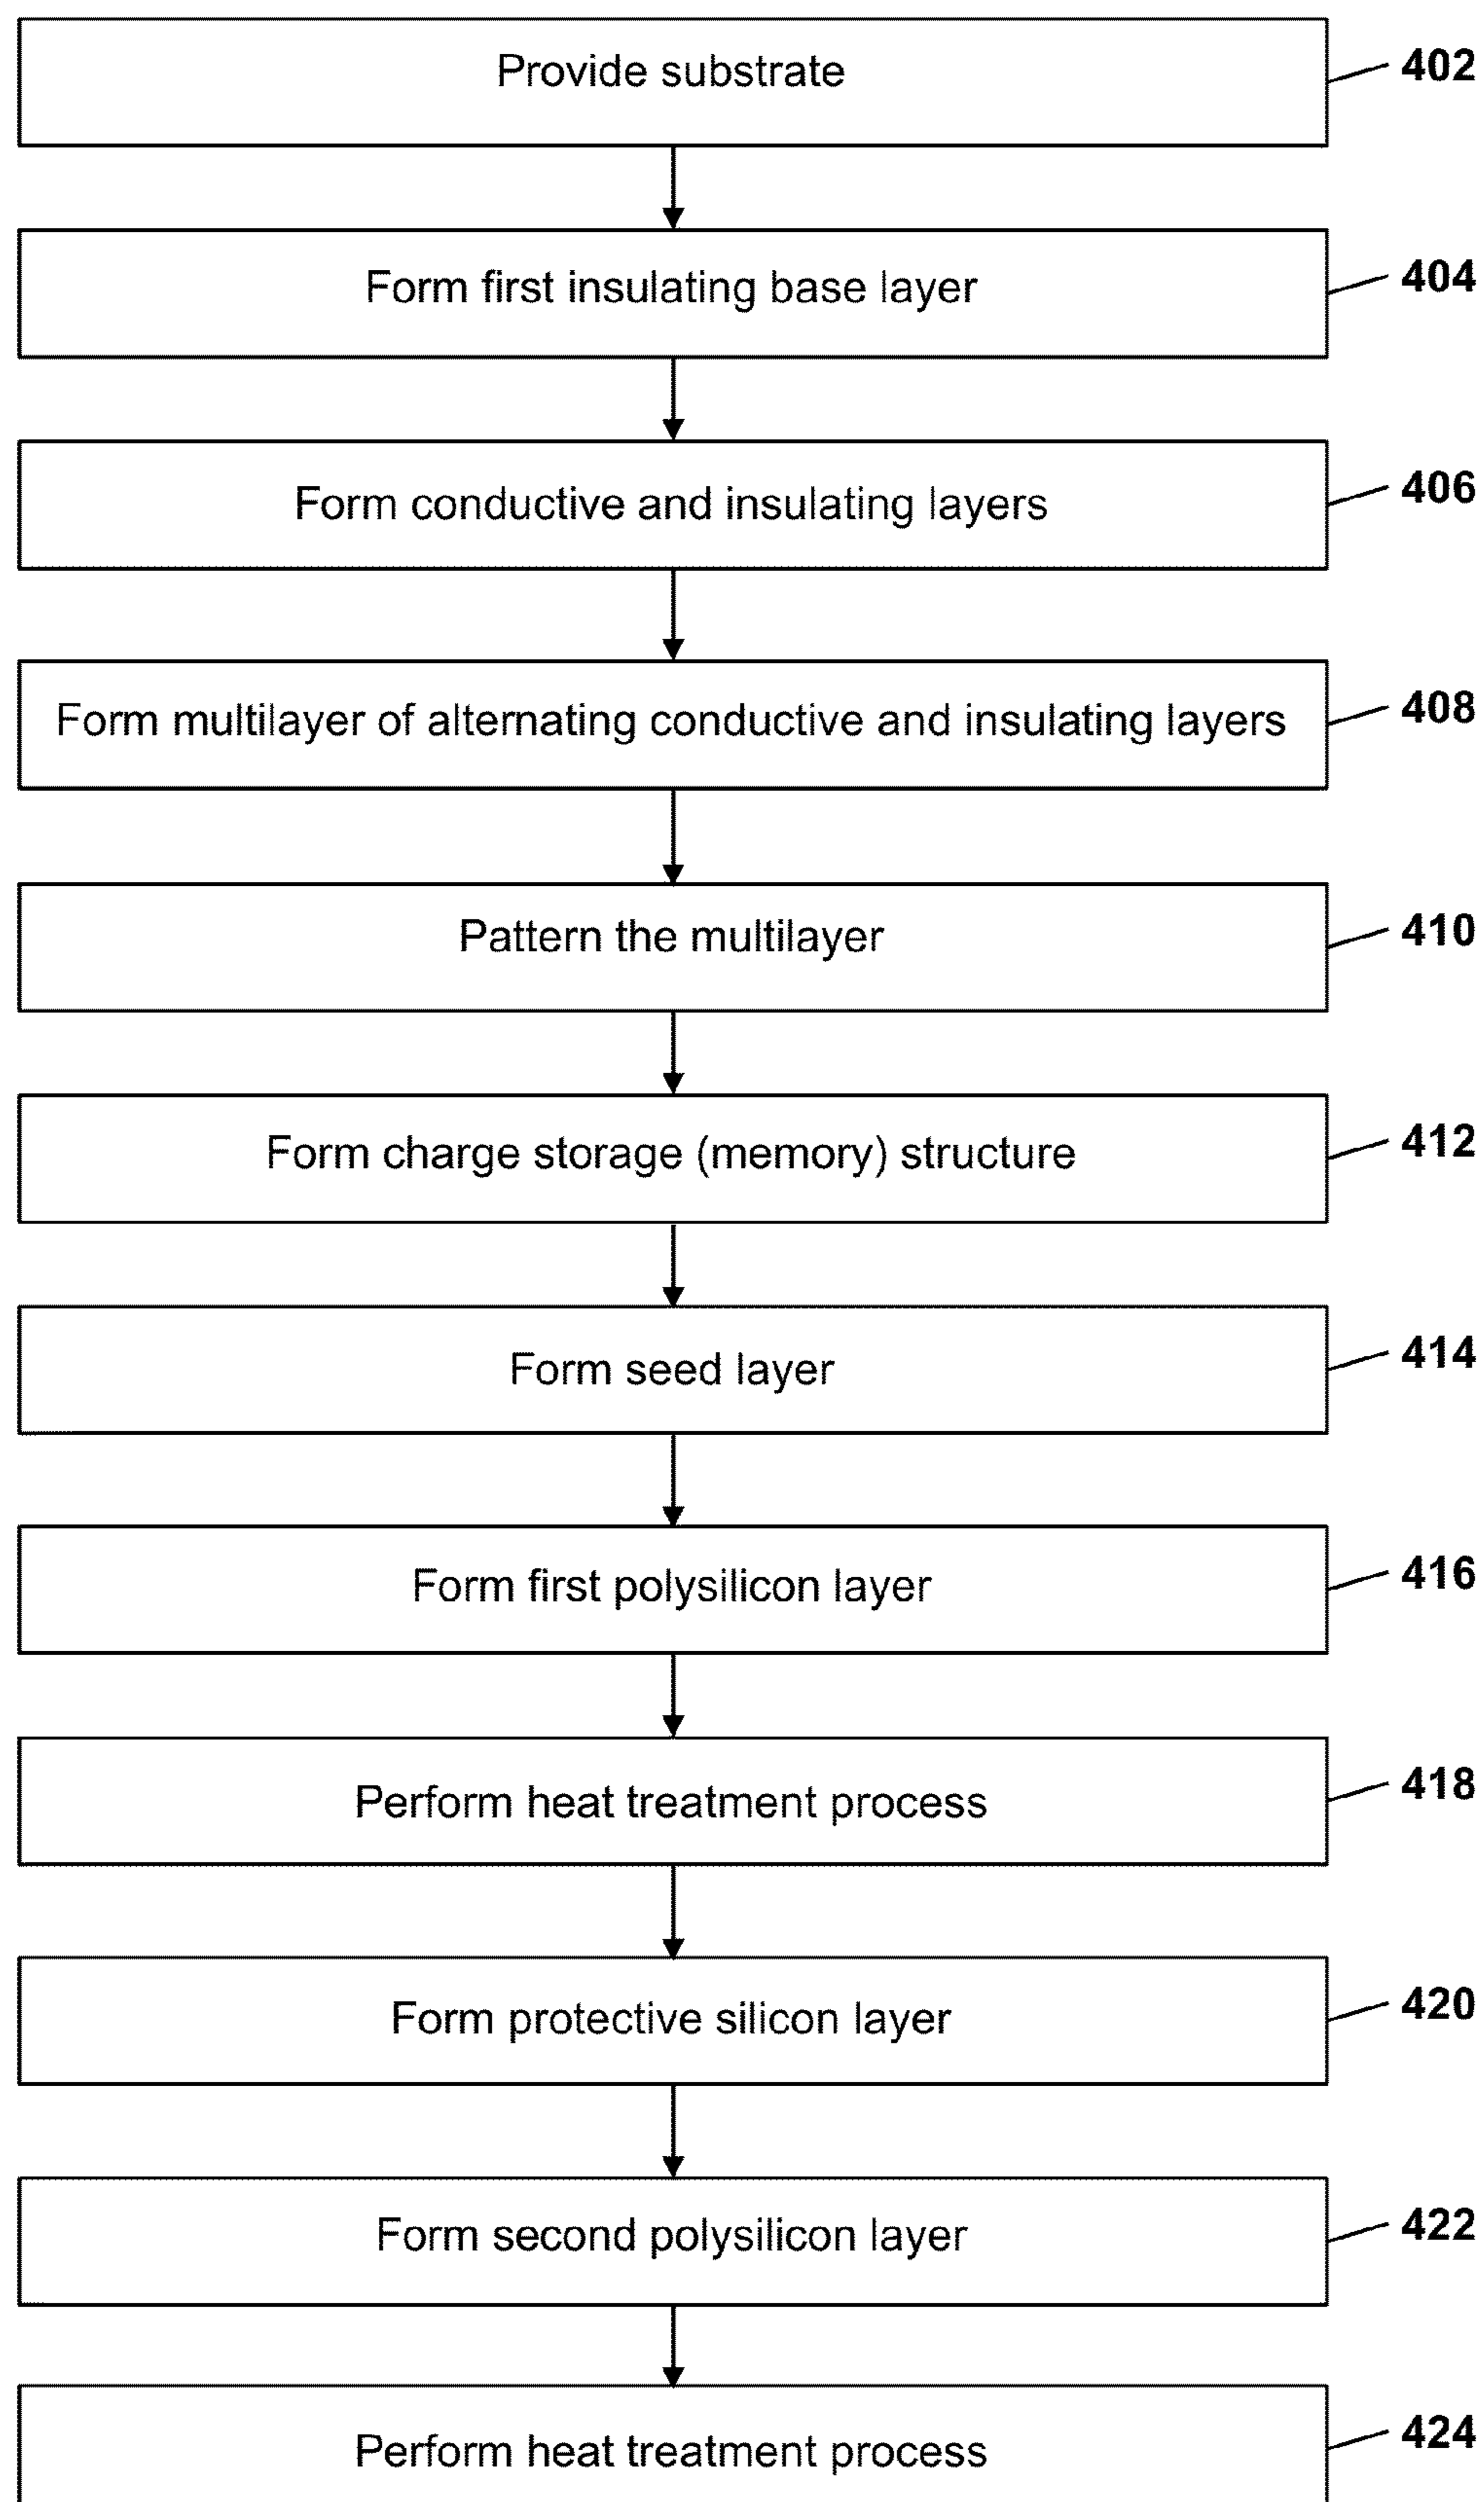 Provide substrate 402
Form first insulating base layer 404
Form conductive and insulating layers 406
Form multilayer of alternating conductive and insulating layers 408
Pattern the multilayer 410
Form charge storage (memory) structure 412
Form seed layer 414
Form first polysilicon layer 416
Perform heat treatment process 418
Form protective silicon layer 420
Form second polysilicon layer 422
Perform heat treatment process 424